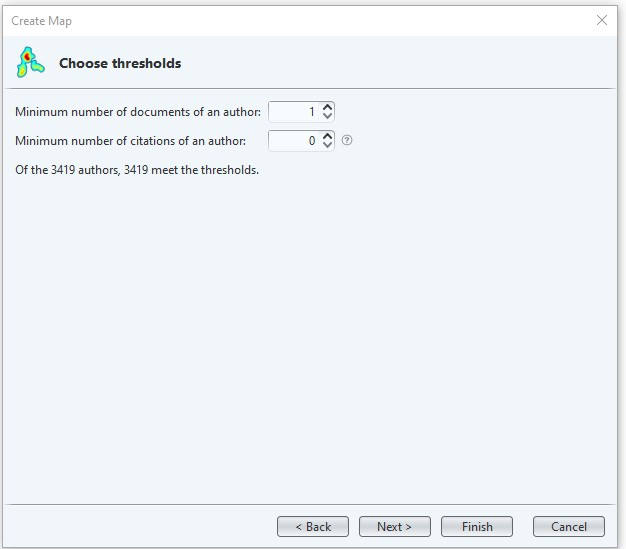 Create Map
Choose thresholds
Minimum number of documents of an author: 1
Minimum number of citations of an author: 0 ?
Of the 3419 authors, 3419 meet the thresholds.
< Back Next > Finish Cancel